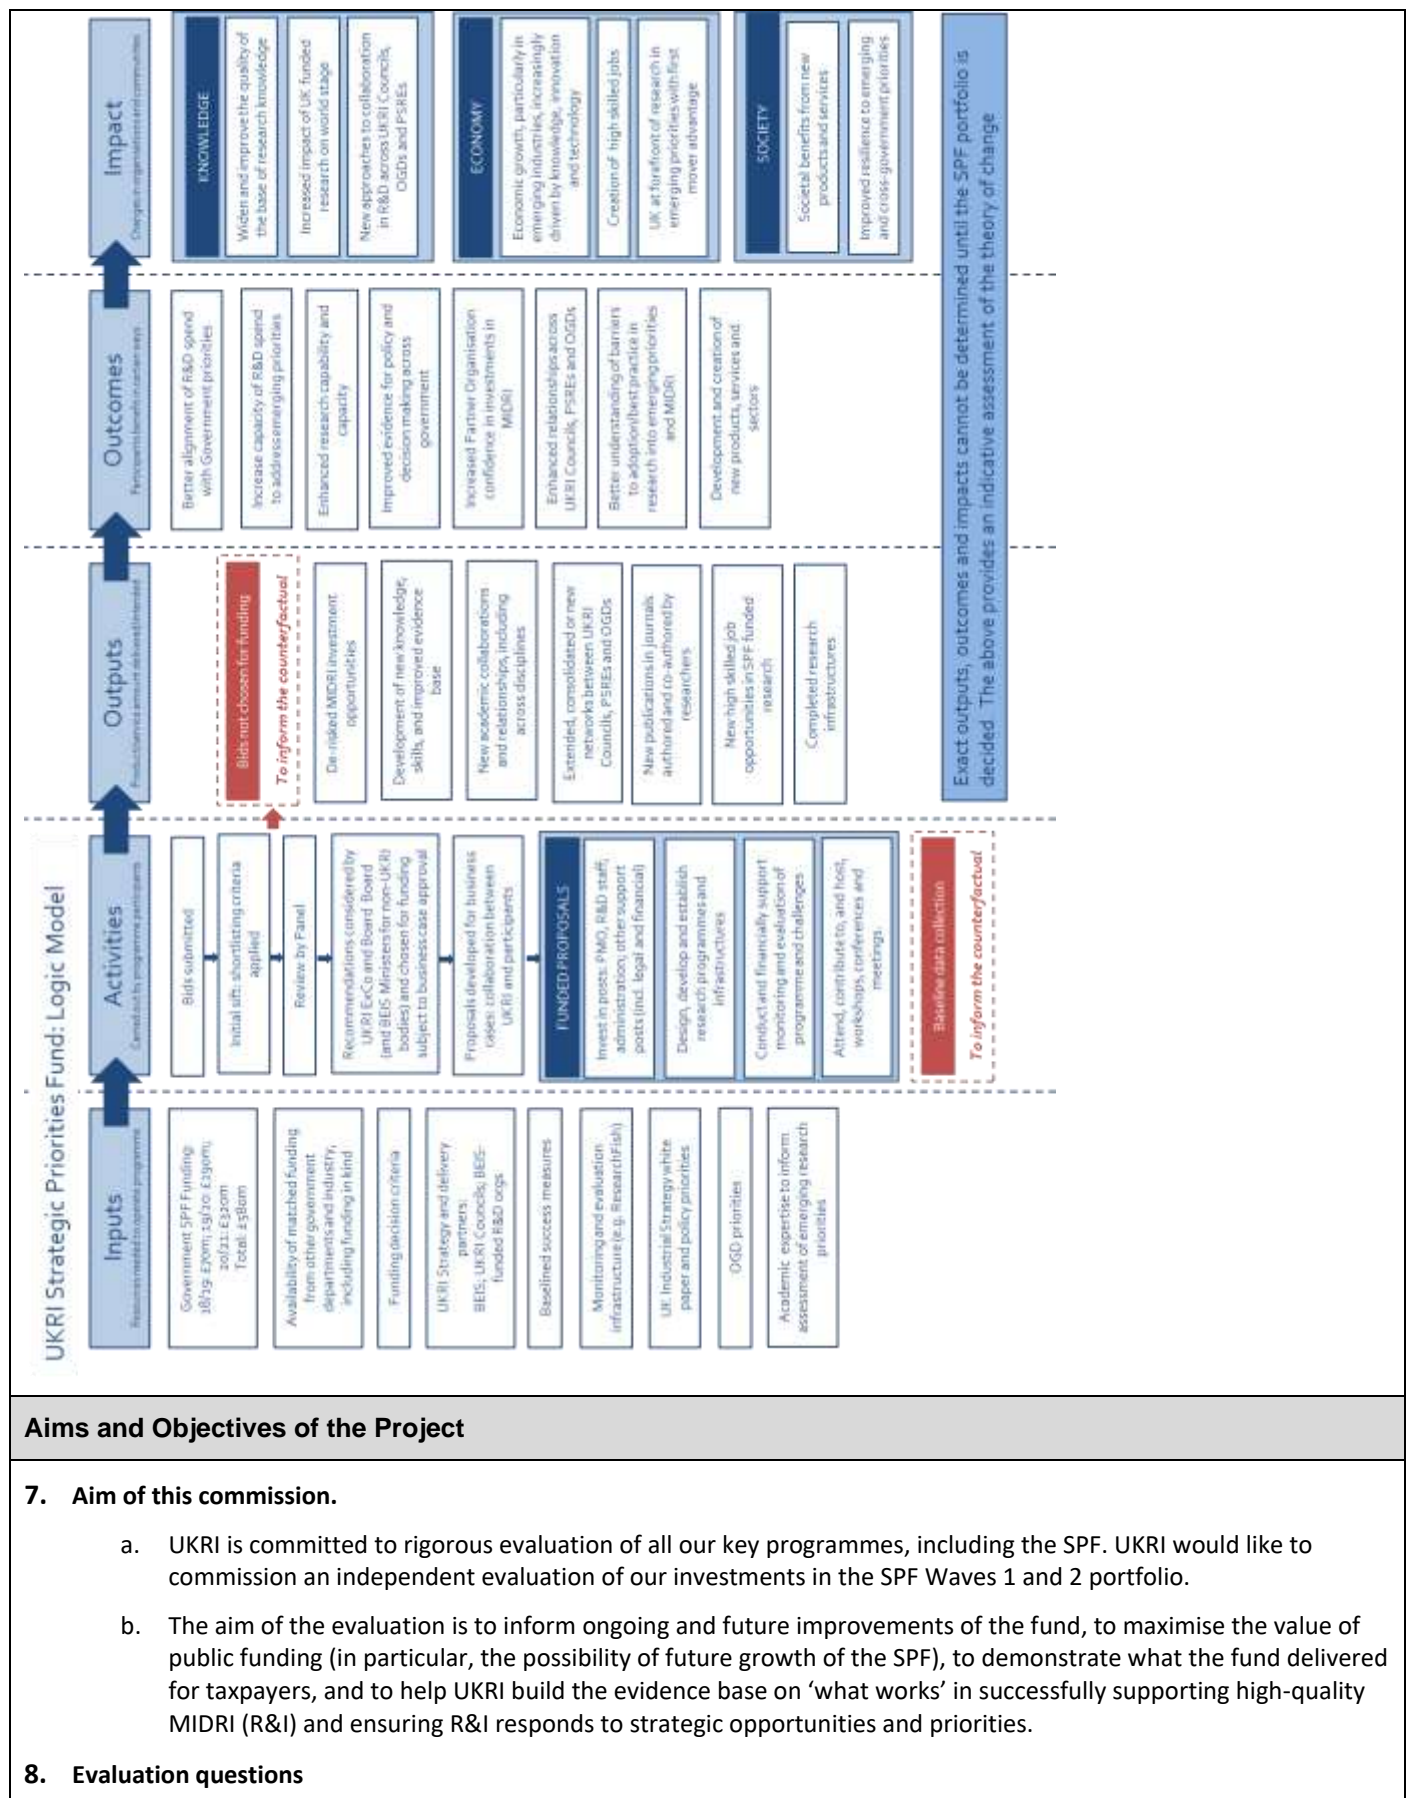 UKRI Strategic Priorities Fund: Logic Model
Inputs
Resources needed to operate programme
Government SPF Funding:
18/19: £70m; 19/20: £190m;
20/21: £320m
Total: £580m
Availability of matched funding
from other government
departments and industry,
including funding in kind
Funding decision criteria
UKRI Strategy and delivery
partners:
BEIS; UKRI Councils; BEIS-
funded R&D orgs
Baselined success measures
Monitoring and evaluation
infrastructure (e.g. ResearchFish)
UK Industrial Strategy white
paper and policy priorities
OGD priorities
Academic expertise to inform
assessment of emerging research
priorities
Activities
Carried out by programme participants
Bids submitted
Initial sift: shortlisting criteria
applied
Review by Panel
Recommendations considered by
UKRI ExCo and Board Board
(and BEIS Ministers for non-UKRI
bodies) and chosen for funding
subject to business case approval
Proposals developed for business
cases: collaboration between
UKRI and participants
FUNDED PROPOSALS
Invest in posts: PMO, R&D staff,
administration; other support
posts (incl. legal and financial)
Design, develop and establish
research programmes and
infrastructures
Conduct and financially support
monitoring and evaluation of
programme and challenges
Attend, contribute to, and host,
workshops, conferences and
meetings.
Baseline data collection
To inform the counterfactual
Outputs
Product/service amount delivered/intended
Bids not chosen for funding
To inform the counterfactual
De-risked MIDRI investment
opportunities
Development of new knowledge,
skills, and improved evidence
base
New academic collaborations
and relationships, including
across disciplines
Extended, consolidated or new
networks between UKRI
Councils, PSREs and OGDs
New publications in journals
authored and co-authored by
researchers
New high skilled job
opportunities in SPF funded
research
Completed research
infrastructures
Outcomes
Participants benefit in certain ways
Better alignment of R&D spend
with Government priorities
Increase capacity of R&D spend
to address emerging priorities
Enhanced research capability and
capacity
Improved evidence for policy and
decision making across
government
Increased Partner Organisation
confidence in investments in
MIDRI
Enhanced relationships across
UKRI Councils, PSREs and OGDs
Better understanding of barriers
to adoption/best practice in
research into emerging priorities
and MIDRI
Development and creation of
new products, services and
sectors
Impact
Changes in organisations and communities
KNOWLEDGE
Widen and improve the quality of
the base of research knowledge
Increased impact of UK funded
research on world stage
New approaches to collaboration
in R&D across UKRI Councils,
OGDs and PSREs
ECONOMY
Economic growth, particularly in
emerging industries, increasingly
driven by knowledge, innovation
and technology
Creation of high skilled jobs
UK at forefront of research in
emerging priorities with first
mover advantage
SOCIETY
Societal benefits from new
products and services
Improved resilience to emerging
and cross-government priorities
Exact outputs, outcomes and impacts cannot be determined until the SPF portfolio is
decided The above provides an indicative assessment of the theory of change
Aims and Objectives of the Project
7. Aim of this commission.
a. UKRI is committed to rigorous evaluation of all our key programmes, including the SPF. UKRI would like to
commission an independent evaluation of our investments in the SPF Waves 1 and 2 portfolio.
b. The aim of the evaluation is to inform ongoing and future improvements of the fund, to maximise the value of
public funding (in particular, the possibility of future growth of the SPF), to demonstrate what the fund delivered
for taxpayers, and to help UKRI build the evidence base on ‘what works’ in successfully supporting high-quality
MIDRI (R&I) and ensuring R&I responds to strategic opportunities and priorities.
8. Evaluation questions